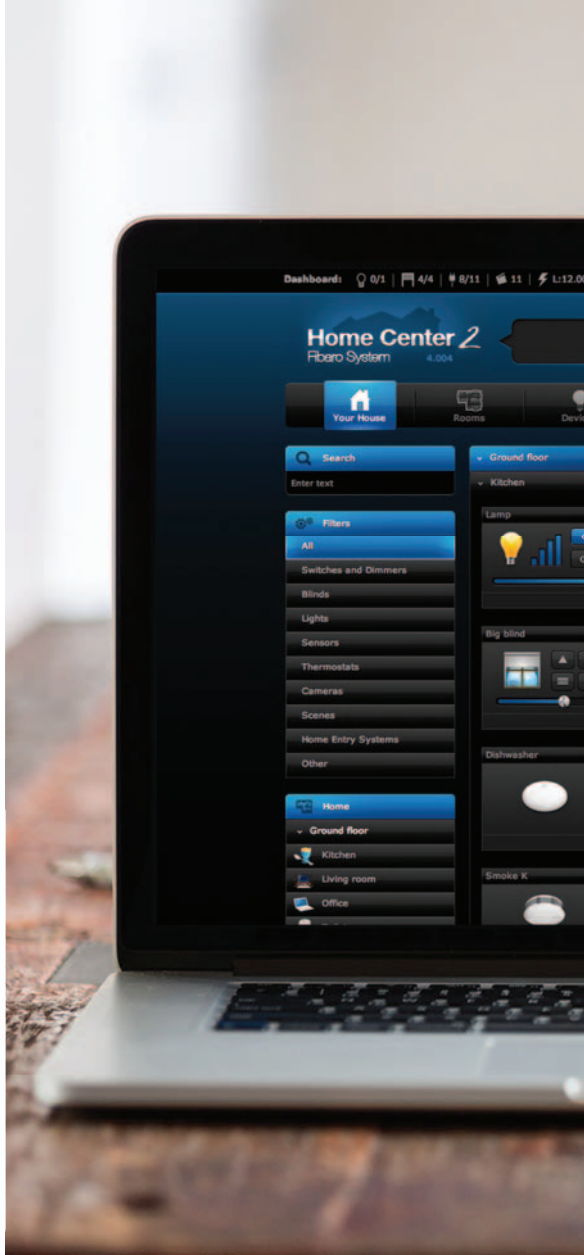 Dashboard: 0/1 | 4/4 | 8/11 | 11 | L:12.00
Home Center 2
Fibaro System 4.004
Your House
Rooms
Search
Enter text
Filters
All
Switches and Dimmers
Blinds
Lights
Sensors
Thermostats
Cameras
Scenes
Home Entry Systems
Other
Home
Ground floor
Kitchen
Living room
Office
Ground floor
Kitchen
Lamp
Big blind
Dishwasher
Smoke K